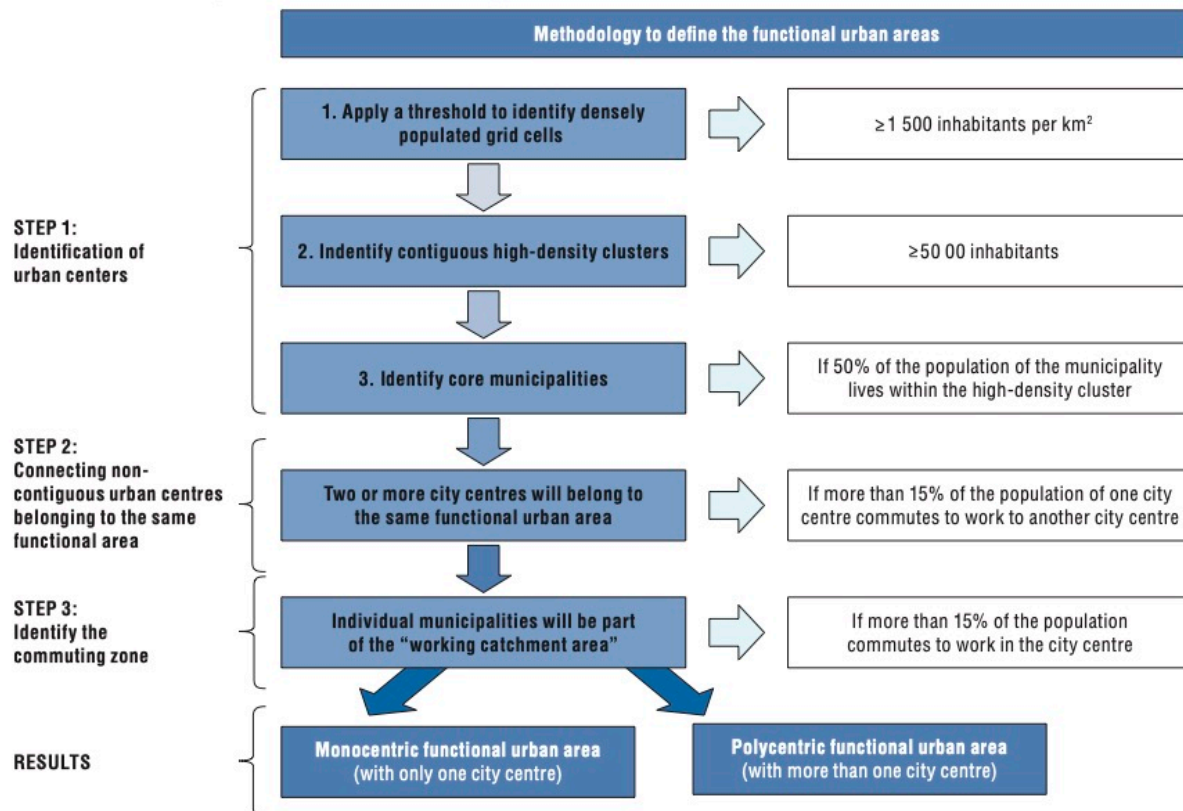 Methodology to define the functional urban areas
STEP 1:
Identification of
urban centers
1. Apply a threshold to identify densely
populated grid cells
≥1 500 inhabitants per km²
2. Indentify contiguous high-density clusters
≥50 00 inhabitants
3. Identify core municipalities
If 50% of the population of the municipality
lives within the high-density cluster
STEP 2:
Connecting non-
contiguous urban centres
belonging to the same
functional area
Two or more city centres will belong to
the same functional urban area
If more than 15% of the population of one city
centre commutes to work to another city centre
STEP 3:
Identify the
commuting zone
Individual municipalities will be part
of the “working catchment area”
If more than 15% of the population
commutes to work in the city centre
RESULTS
Monocentric functional urban area
(with only one city centre)
Polycentric functional urban area
(with more than one city centre)